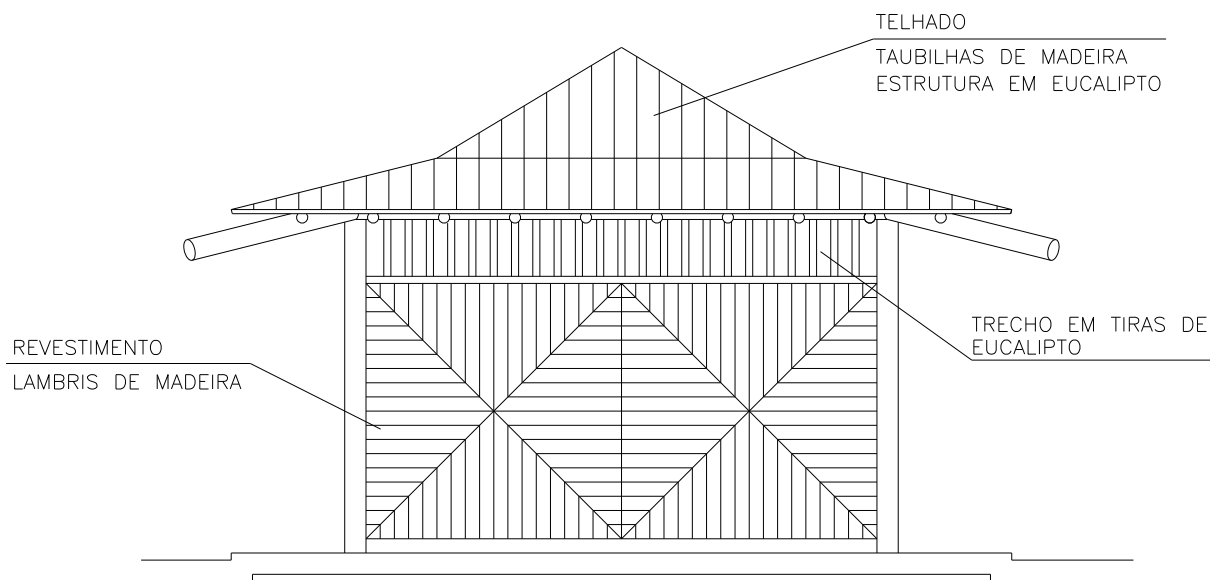 TELHADO
TAUBILHAS DE MADEIRA
ESTRUTURA EM EUCALIPTO
TRECHO EM TIRAS DE
EUCALIPTO
REVESTIMENTO
LAMBRIS DE MADEIRA